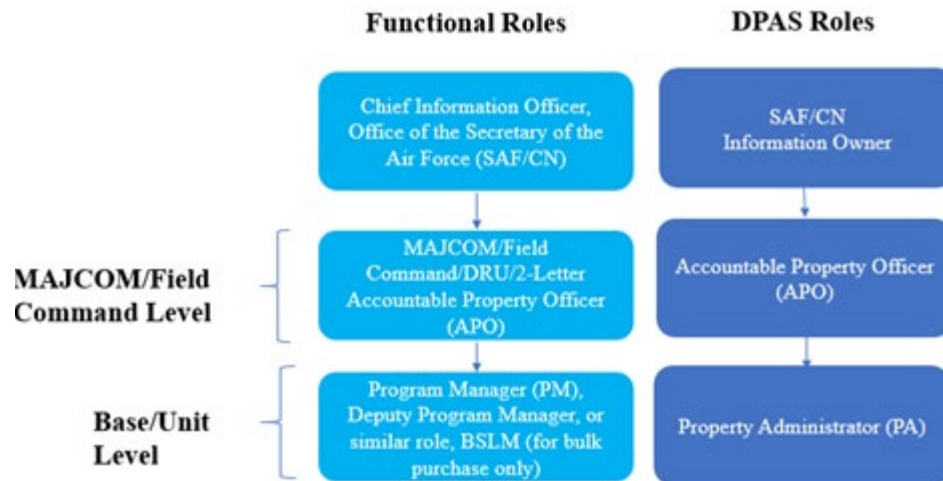 Functional Roles
DPAS Roles
Chief Information Officer,
Office of the Secretary of the
Air Force (SAF/CN)
SAF/CN
Information Owner
MAJCOM/Field
Command Level
MAJCOM/Field
Command/DRU/2-Letter
Accountable Property Officer
(APO)
Accountable Property Officer
(APO)
Base/Unit
Level
Program Manager (PM),
Deputy Program Manager, or
similar role, BSLM (for bulk
purchase only)
Property Administrator (PA)